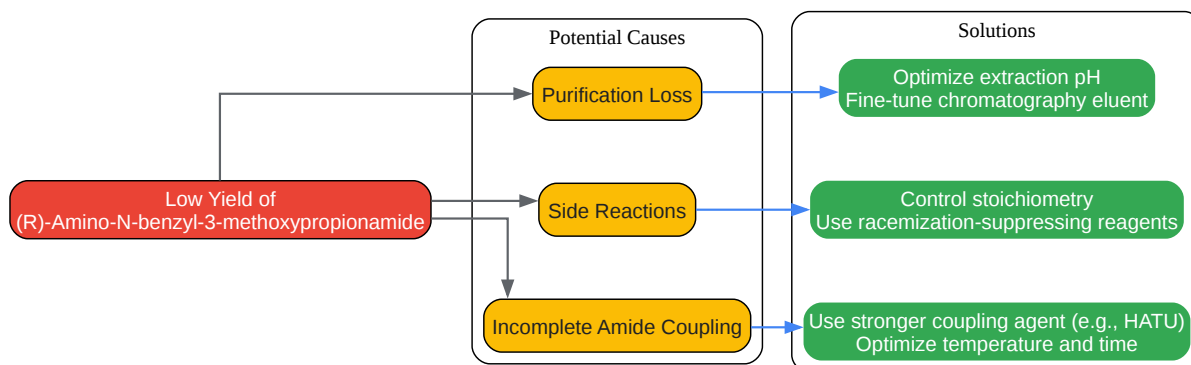 Potential Causes
Solutions
Purification Loss
Optimize extraction pH
Fine-tune chromatography eluent
Low Yield of
(R)-Amino-N-benzyl-3-methoxypropionamide
Side Reactions
Control stoichiometry
Use racemization-suppressing reagents
Incomplete Amide Coupling
Use stronger coupling agent (e.g., HATU)
Optimize temperature and time